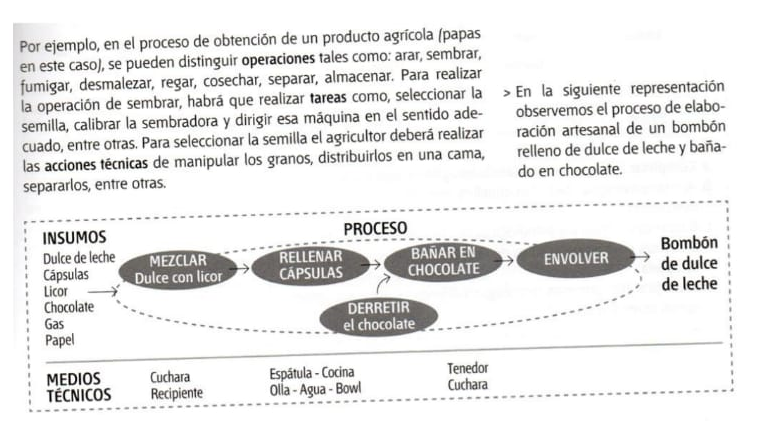 Por ejemplo, en el proceso de obtención de un producto agrícola (papas
en este caso), se pueden distinguir operaciones tales como: arar, sembrar,
fumigar, desmalezar, regar, cosechar, separar, almacenar. Para realizar
la operación de sembrar, habrá que realizar tareas como, seleccionar la
semilla, calibrar la sembradora y dirigir esa máquina en el sentido ade-
cuado, entre otras. Para seleccionar la semilla el agricultor deberá realizar
las acciones técnicas de manipular los granos, distribuirlos en una cama,
separarlos, entre otras.
> En la siguiente representación
observemos el proceso de elabo-
ración artesanal de un bombón
relleno de dulce de leche y baña-
do en chocolate.
INSUMOS
Dulce de leche
Cápsulas
Licor
Chocolate
Gas
Papel
PROCESO
MEZCLAR
Dulce con licor
RELLENAR
CÁPSULAS
BAÑAR EN
CHOCOLATE
ENVOLVER
DERRETIR
el chocolate
Bombón
de dulce
de leche
MEDIOS
TÉCNICOS
Cuchara
Recipiente
Espátula - Cocina
Olla - Agua - Bowl
Tenedor
Cuchara